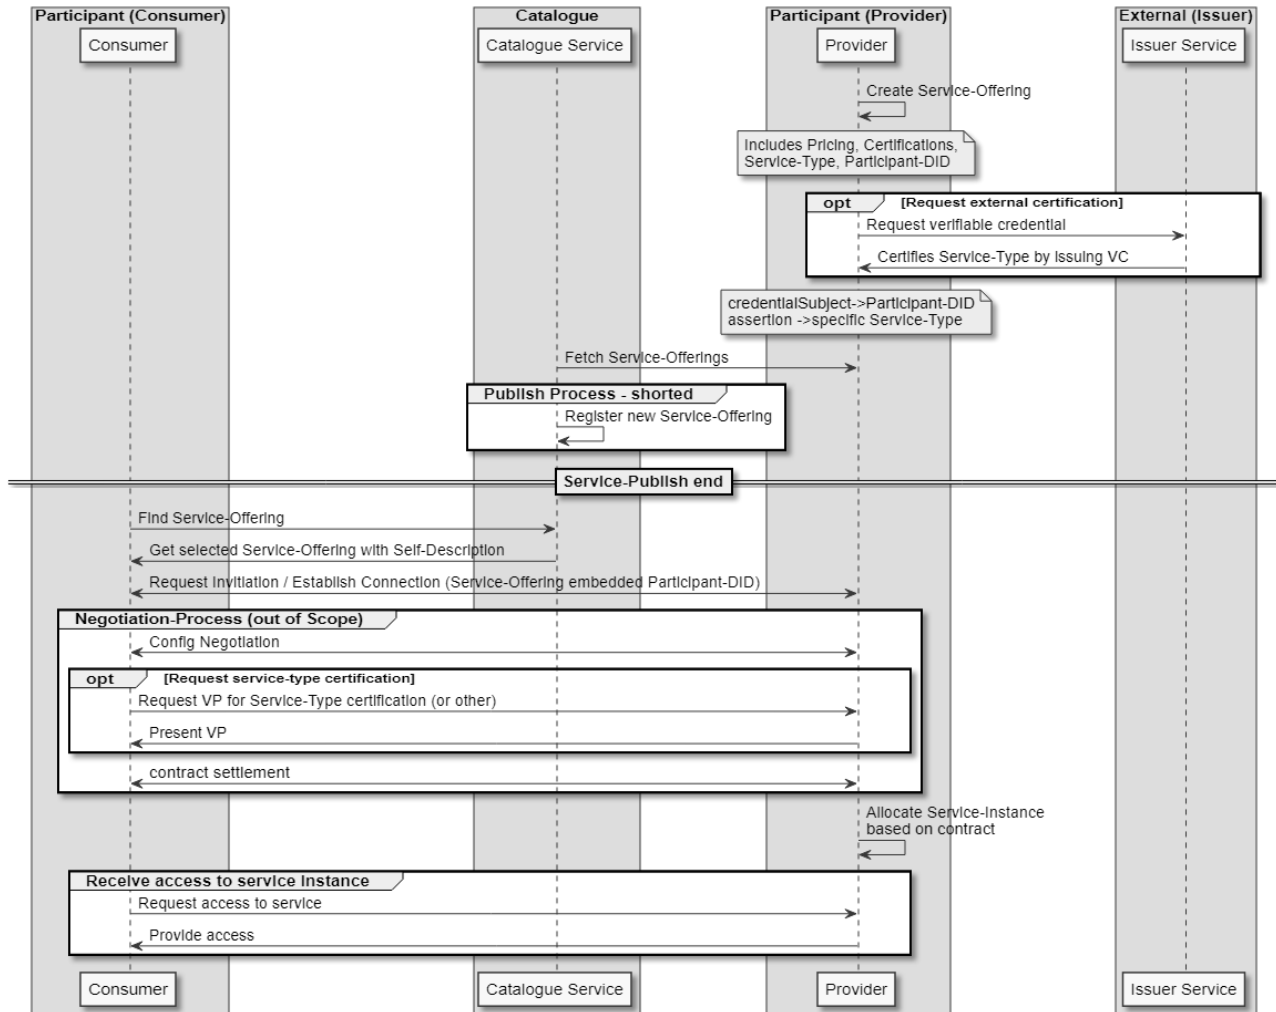 Participant (Consumer)
Catalogue
Participant (Provider)
External (Issuer)
Consumer
Catalogue Service
Provider
Issuer Service
Create Service-Offering
Includes Pricing, Certifications,
Service-Type, Participant-DID
opt
[Request external certification]
Request verifiable credential
Certifies Service-Type by issuing VC
credentialSubject->Participant-DID
assertion ->specific Service-Type
Fetch Service-Offerings
Publish Process - shorted
Register new Service-Offering
Service-Publish end
Find Service-Offering
Get selected Service-Offering with Self-Description
Request Invitiation / Establish Connection (Service-Offering embedded Participant-DID)
Negotiation-Process (out of Scope)
Config Negotiation
opt
[Request service-type certification]
Request VP for Service-Type certification (or other)
Present VP
contract settlement
Allocate Service-Instance
based on contract
Receive access to service instance
Request access to service
Provide access
Consumer
Catalogue Service
Provider
Issuer Service